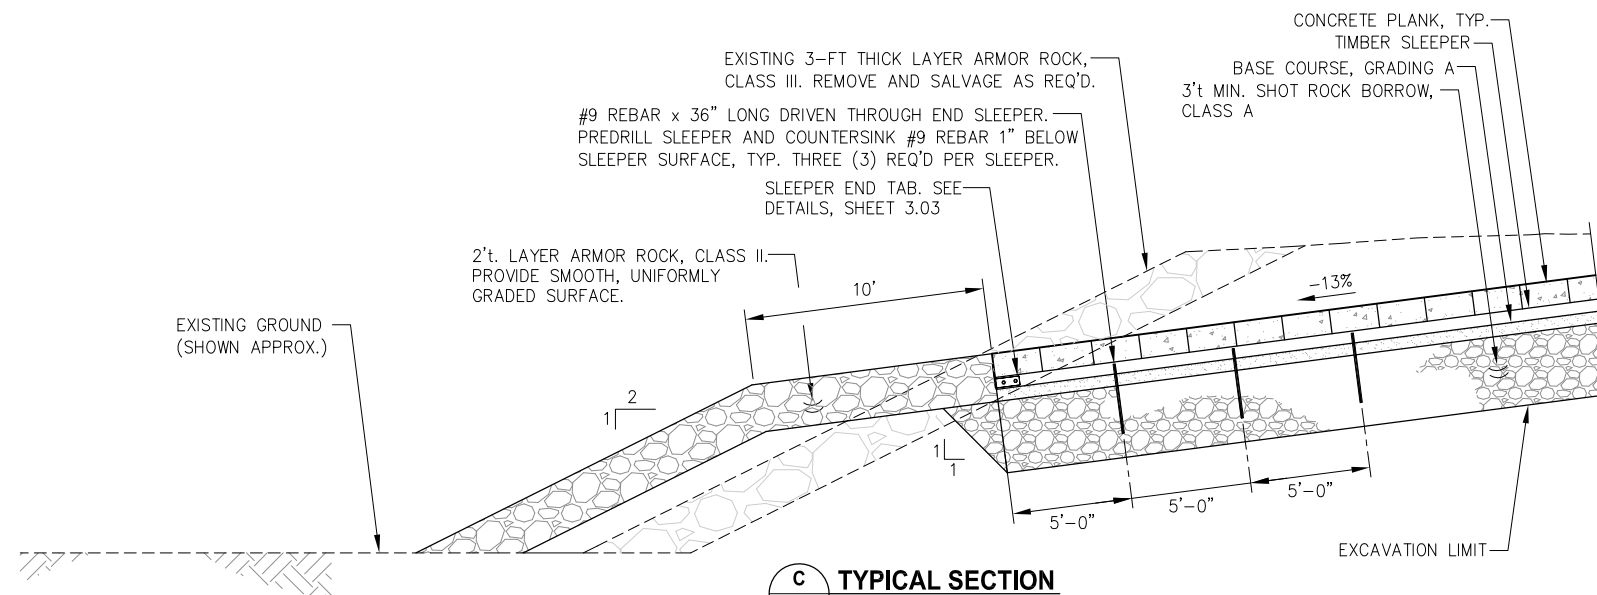 CONCRETE PLANK, TYP.
TIMBER SLEEPER
BASE COURSE, GRADING A
3't MIN. SHOT ROCK BORROW,
CLASS A
EXISTING 3-FT THICK LAYER ARMOR ROCK,
CLASS III. REMOVE AND SALVAGE AS REQ'D.
#9 REBAR x 36" LONG DRIVEN THROUGH END SLEEPER.
PREDRILL SLEEPER AND COUNTERSINK #9 REBAR 1" BELOW
SLEEPER SURFACE, TYP. THREE (3) REQ'D PER SLEEPER.
SLEEPER END TAB. SEE
DETAILS, SHEET 3.03
2't. LAYER ARMOR ROCK, CLASS II.
PROVIDE SMOOTH, UNIFORMLY
GRADED SURFACE.
10'
-13%
EXISTING GROUND
(SHOWN APPROX.)
2
1
1
1
5'-0"
5'-0"
5'-0"
EXCAVATION LIMIT
C TYPICAL SECTION